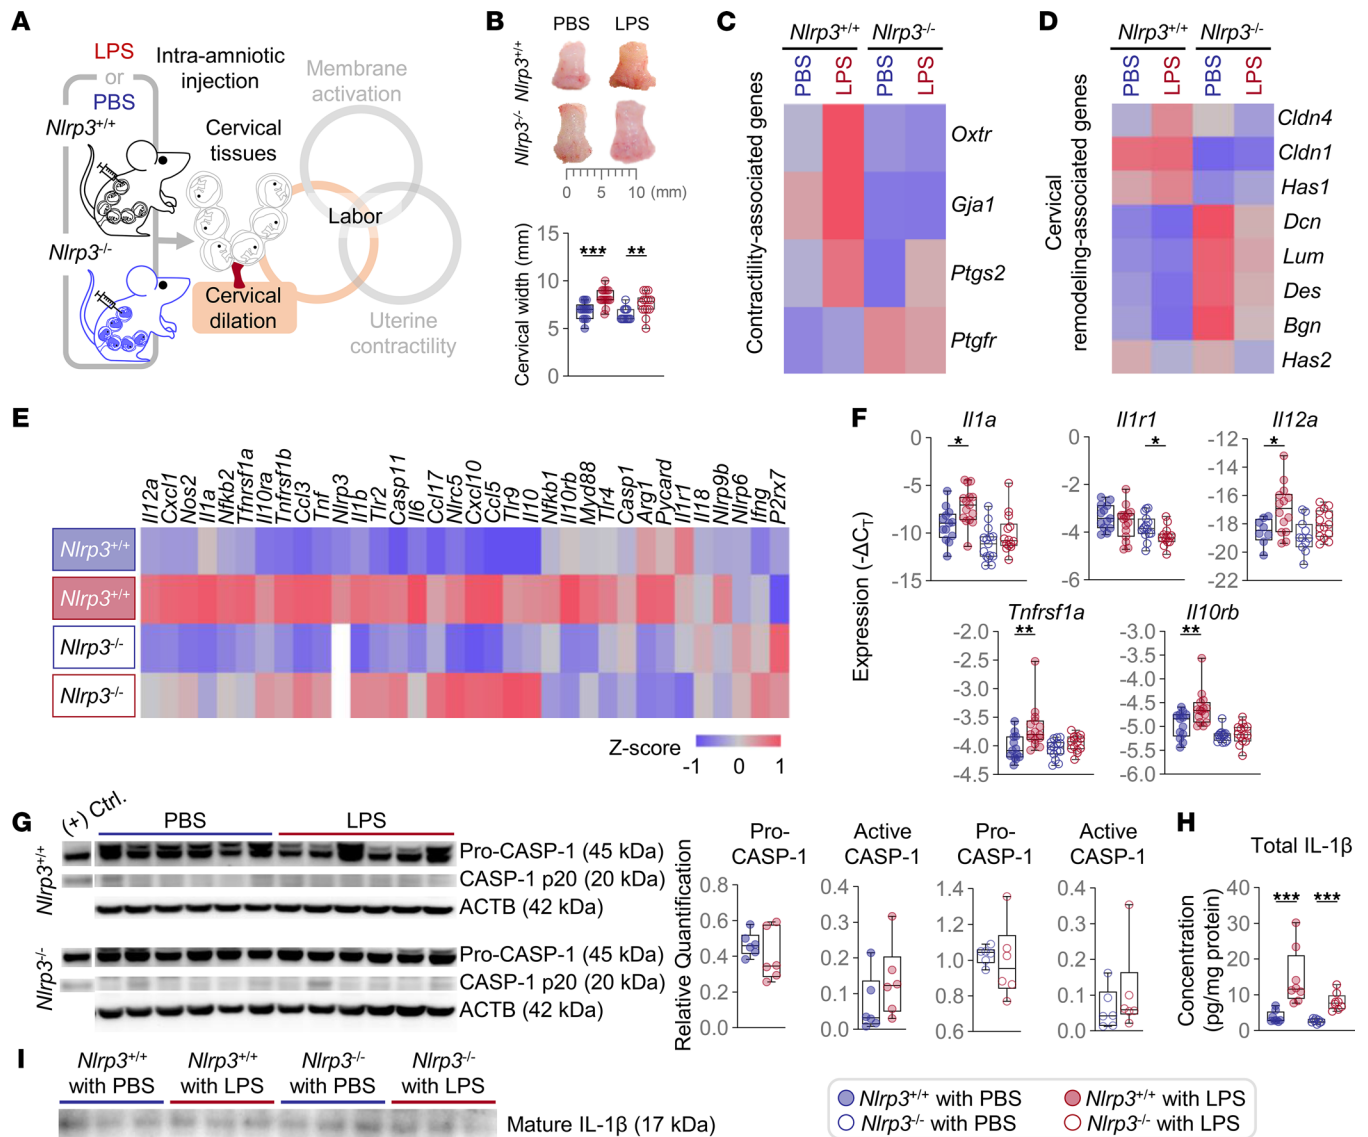 A
LPS
or
PBS
Nlrp3+/+
Nlrp3-/-
Intra-amniotic
injection
Cervical
tissues
Membrane
activation
Labor
Cervical
dilation
Uterine
contractility
B
PBS LPS
Nlrp3+/+
Nlrp3-/-
0 5 10 (mm)
Cervical width (mm)
15
10
5
0
*** **
C
Nlrp3+/+ Nlrp3-/-
PBS LPS PBS LPS
Contractility-associated genes
Oxtr
Gja1
Ptgs2
Ptgfr
D
Nlrp3+/+ Nlrp3-/-
PBS LPS PBS LPS
Cervical
remodeling-associated genes
Cldn4
Cldn1
Has1
Dcn
Lum
Des
Bgn
Has2
E
Il12a Cxcl1 Nos2 Il1a Nfkb2 Tfnrsf1a Il10ra Tnfrsf1b Ccl3 Tnf Nlrp3 Il1b Tlr2 Casp11 Il6 Ccl17 Nlrc5 Cxcl10 Ccl5 Tlr9 Il10 Nfkb1 Il10rb Myd88 Tlr4 Casp1 Arg1 Pycard Il1r1 Il18 Nlrp9b Nlrp6 Ifng P2rx7
Nlrp3+/+
Nlrp3+/+
Nlrp3-/-
Nlrp3-/-
Z-score
-1 0 1
F
Expression (-ΔCT)
Il1a
0
-5
-10
-15
*
Il1r1
0
-2
-4
-6
*
Il12a
-12
-14
-16
-18
-20
-22
*
Tnfrsf1a
-2.0
-2.5
-3.0
-3.5
-4.0
-4.5
**
Il10rb
-3.0
-3.5
-4.0
-4.5
-5.0
-5.5
-6.0
**
G
(+) Ctrl.
PBS LPS
Nlrp3+/+
Pro-CASP-1 (45 kDa)
CASP-1 p20 (20 kDa)
ACTB (42 kDa)
Nlrp3-/-
Pro-CASP-1 (45 kDa)
CASP-1 p20 (20 kDa)
ACTB (42 kDa)
Relative Quantification
Pro-
CASP-1
0.8
0.6
0.4
0.2
0.0
Active
CASP-1
0.4
0.3
0.2
0.1
0.0
Pro-
CASP-1
1.4
1.2
1.0
0.8
0.6
Active
CASP-1
0.4
0.3
0.2
0.1
0.0
H
Total IL-1β
Concentration
(pg/mg protein)
40
30
20
10
0
*** ***
I
Nlrp3+/+
with PBS
Nlrp3+/+
with LPS
Nlrp3-/-
with PBS
Nlrp3-/-
with LPS
Mature IL-1β (17 kDa)
Nlrp3+/+ with PBS
Nlrp3+/+ with LPS
Nlrp3-/- with PBS
Nlrp3-/- with LPS